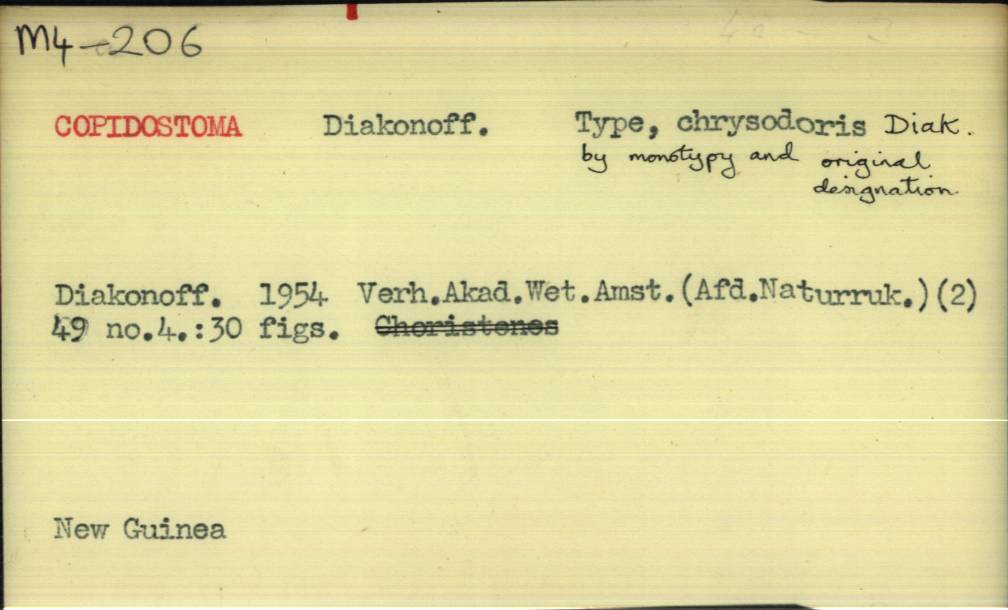 M4-206
COPIDOSTOMA Diakonoff. Type, chrysodoris Diak.
by monotypy and original
designation.
Diakonoff. 1954 Verh.Akad.Wet.Amst.(Afd.Naturruk.)(2)
49 no.4.:30 figs. Choristenes
New Guinea